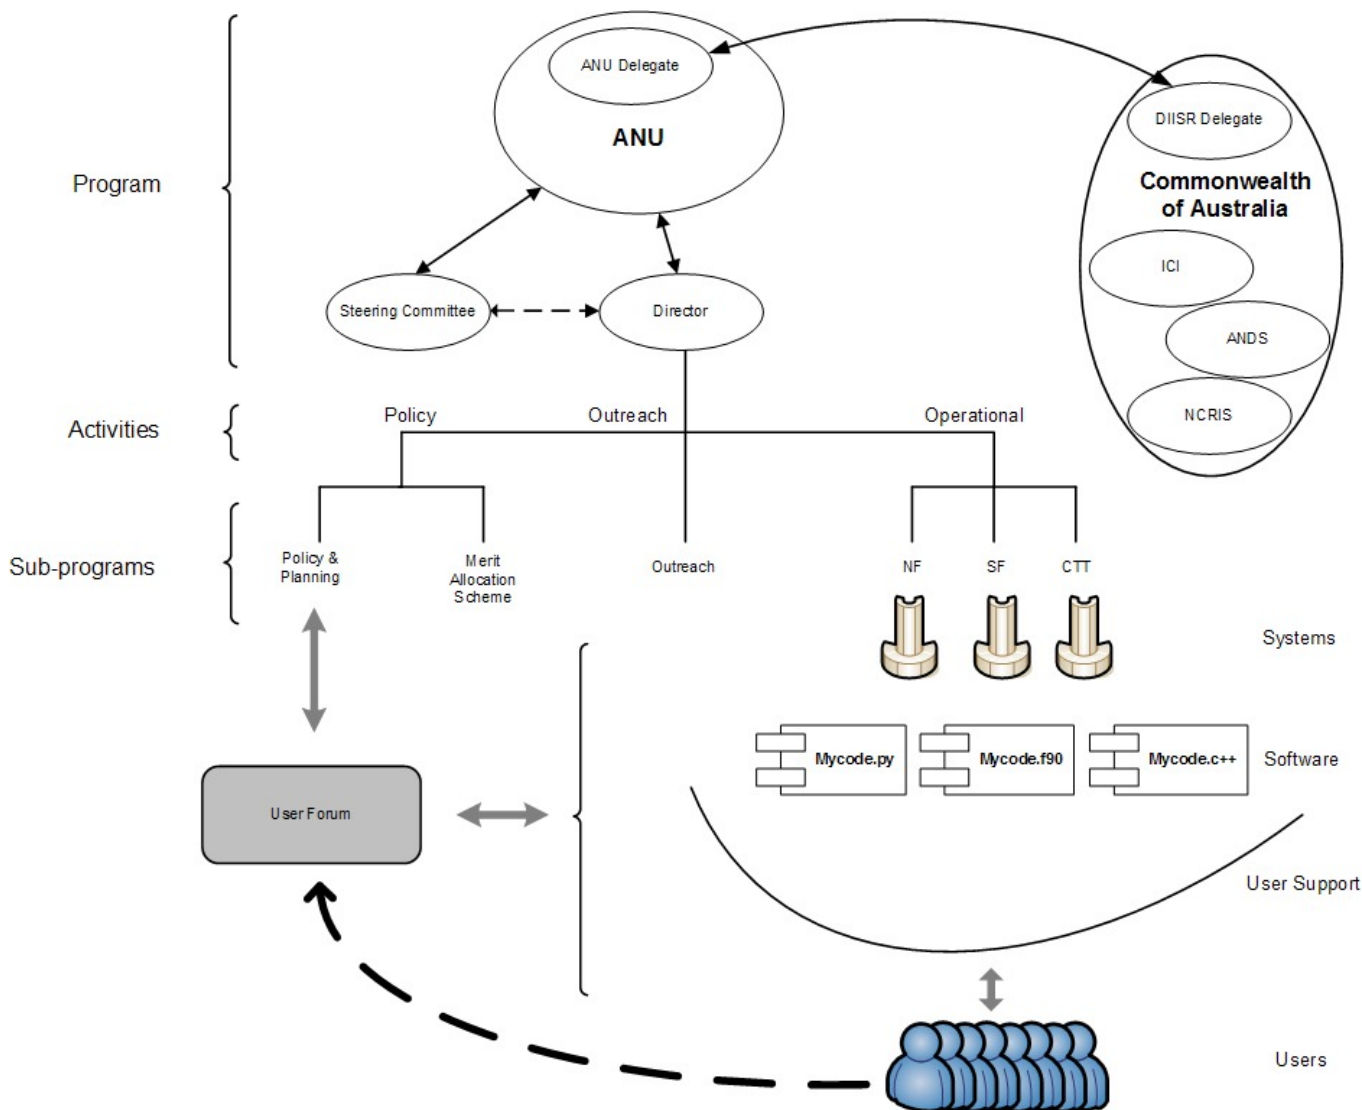 ANU Delegate
ANU
DIISR Delegate
Commonwealth
of Australia
Program
ICI
Steering Committee
Director
ANDS
NCRIS
Activities
Policy
Outreach
Operational
Sub-programs
Policy &
Planning
Merit
Allocation
Scheme
Outreach
NF
SF
CTT
Systems
Mycode.py
Mycode.f90
Mycode.c++
Software
User Forum
User Support
Users